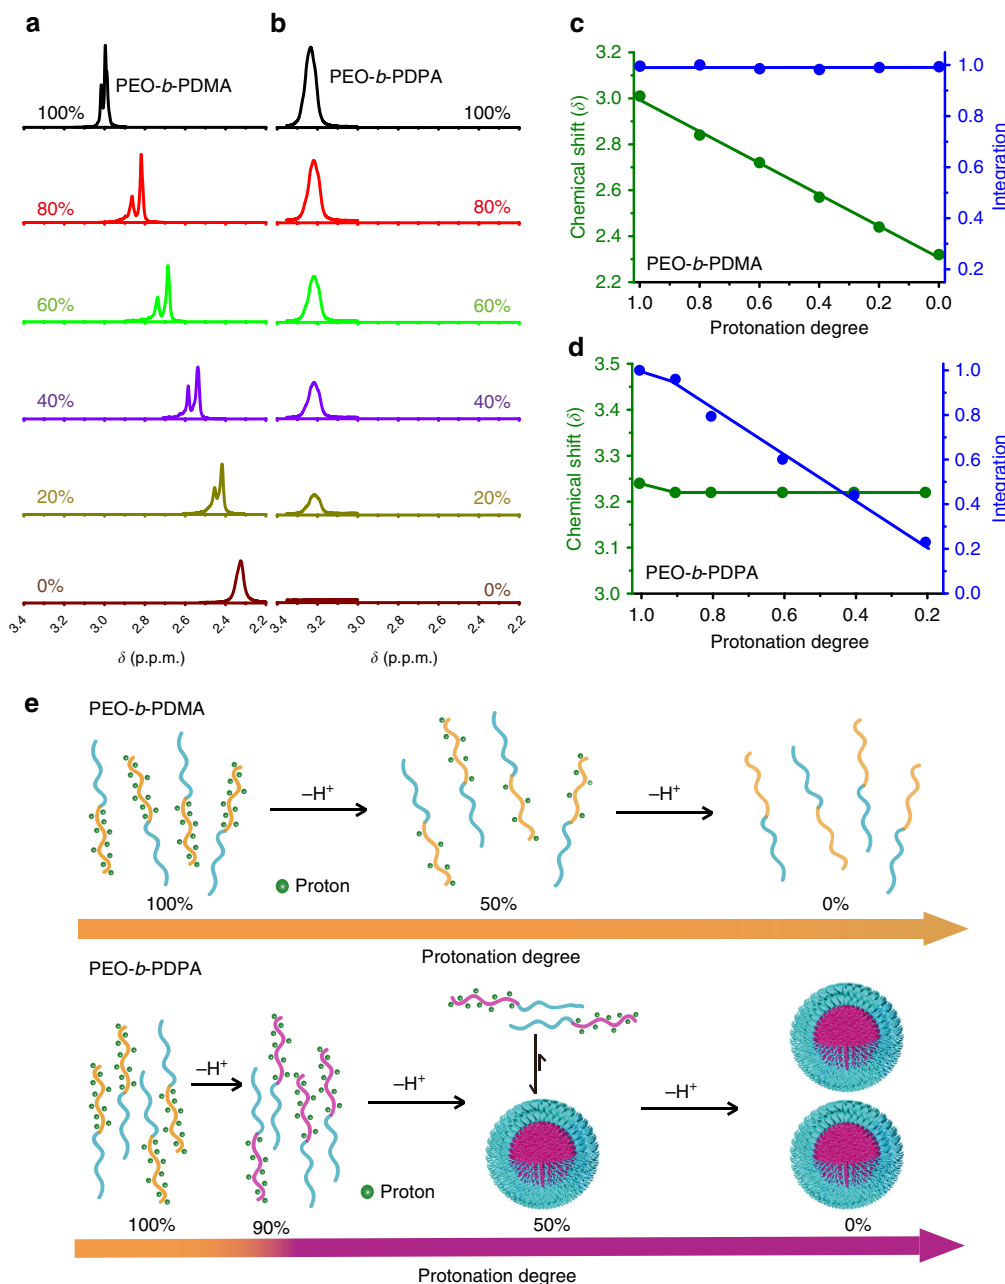 a
b
PEO-b-PDMA
PEO-b-PDPA
100%
100%
80%
80%
60%
60%
40%
40%
20%
20%
0%
0%
3.4 3.2 3.0 2.8 2.6 2.4 2.2
3.4 3.2 3.0 2.8 2.6 2.4 2.2
δ (p.p.m.)
δ (p.p.m.)
c
3.2
3.0
2.8
2.6
2.4
2.2
Chemical shift (δ)
1.0
0.8
0.6
0.4
0.2
Integration
PEO-b-PDMA
1.0 0.8 0.6 0.4 0.2 0.0
Protonation degree
d
3.5
3.4
3.3
3.2
3.1
3.0
Chemical shift (δ)
1.0
0.8
0.6
0.4
0.2
0.0
Integration
PEO-b-PDPA
1.0 0.8 0.6 0.4 0.2
Protonation degree
e
PEO-b-PDMA
–H⁺
–H⁺
Proton
100%
50%
0%
Protonation degree
PEO-b-PDPA
–H⁺
–H⁺
–H⁺
Proton
100%
90%
50%
0%
Protonation degree